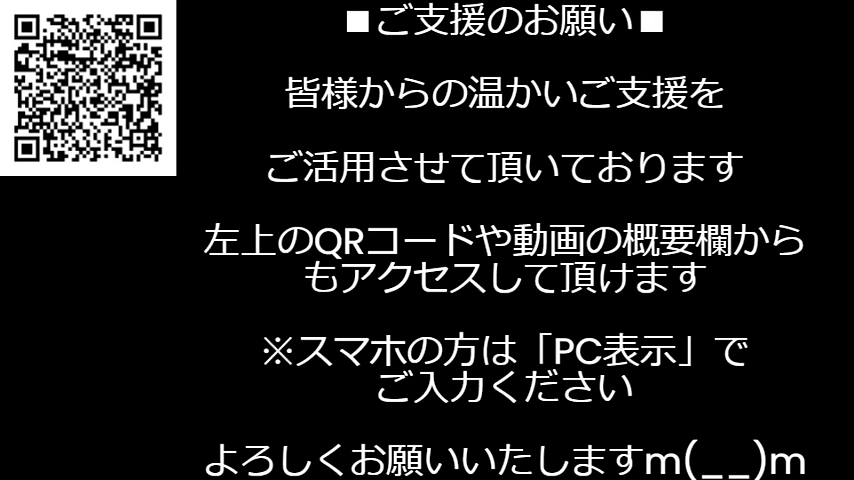 ■ご支援のお願い■
皆様からの温かいご支援を
ご活用させて頂いております
左上のQRコードや動画の概要欄から
もアクセスして頂けます
※スマホの方は「PC表示」で
ご入力ください
よろしくお願いいたしますm(__)m